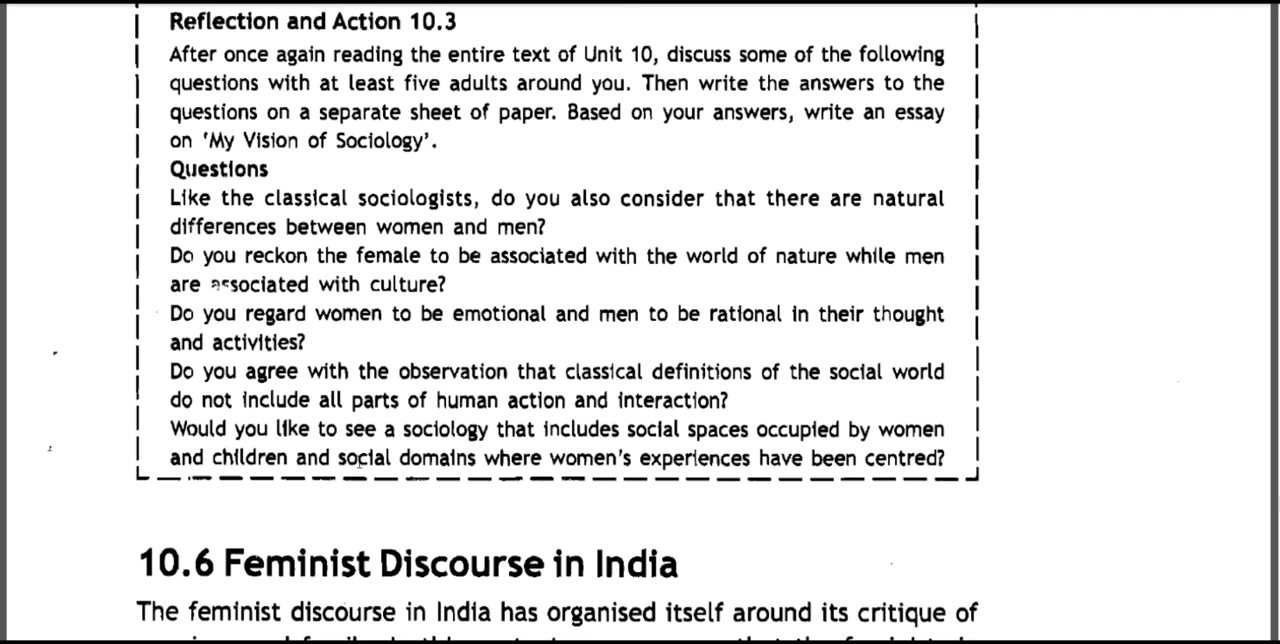 Reflection and Action 10.3
After once again reading the entire text of Unit 10, discuss some of the following
questions with at least five adults around you. Then write the answers to the
questions on a separate sheet of paper. Based on your answers, write an essay
on ‘My Vision of Sociology’.
Questions
Like the classical sociologists, do you also consider that there are natural
differences between women and men?
Do you reckon the female to be associated with the world of nature while men
are associated with culture?
Do you regard women to be emotional and men to be rational in their thought
and activities?
Do you agree with the observation that classical definitions of the social world
do not include all parts of human action and interaction?
Would you like to see a sociology that includes social spaces occupied by women
and children and social domains where women's experiences have been centred?
10.6 Feminist Discourse in India
The feminist discourse in India has organised itself around its critique of